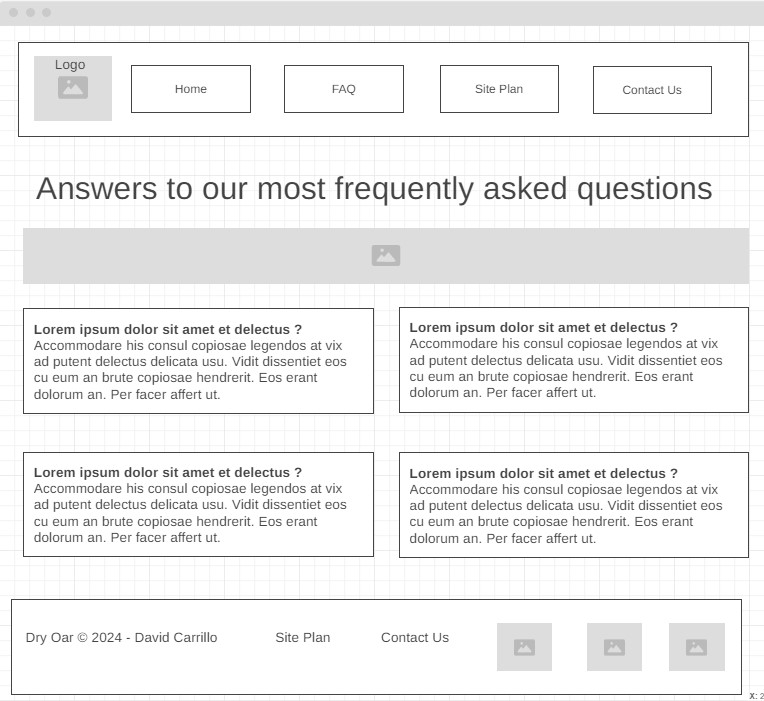 Logo
Home
FAQ
Site Plan
Contact Us
Answers to our most frequently asked questions
Lorem ipsum dolor sit amet et delectus ?
Accommodare his consul copiosae legendos at vix
ad putent delectus delicata usu. Vidit dissentiet eos
cu eum an brute copiosae hendrerit. Eos erant
dolorum an. Per facer affert ut.
Lorem ipsum dolor sit amet et delectus ?
Accommodare his consul copiosae legendos at vix
ad putent delectus delicata usu. Vidit dissentiet eos
cu eum an brute copiosae hendrerit. Eos erant
dolorum an. Per facer affert ut.
Lorem ipsum dolor sit amet et delectus ?
Accommodare his consul copiosae legendos at vix
ad putent delectus delicata usu. Vidit dissentiet eos
cu eum an brute copiosae hendrerit. Eos erant
dolorum an. Per facer affert ut.
Lorem ipsum dolor sit amet et delectus ?
Accommodare his consul copiosae legendos at vix
ad putent delectus delicata usu. Vidit dissentiet eos
cu eum an brute copiosae hendrerit. Eos erant
dolorum an. Per facer affert ut.
Dry Oar © 2024 - David Carrillo
Site Plan
Contact Us
X: 2